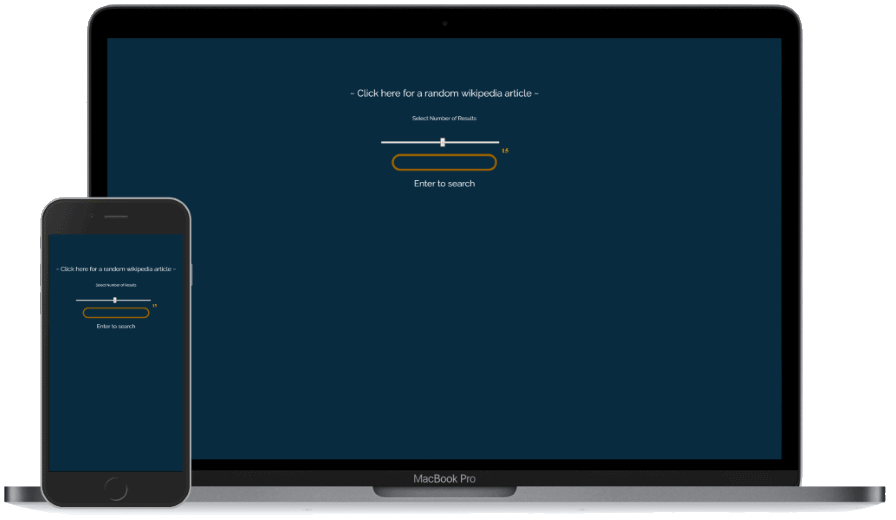 ~ Click here for a random wikipedia article ~
Select Number of Results
15
Enter to search
MacBook Pro
~ Click here for a random wikipedia article ~
Select Number of Results
15
Enter to search